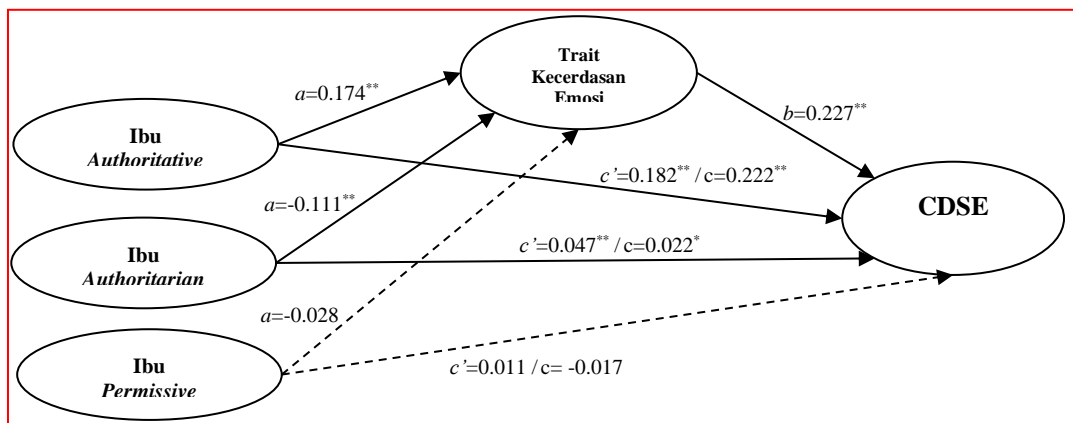 Trait
Kecerdasan
Emosi
a=0.174**
b=0.227**
Ibu
Authoritative
c'=0.182** / c=0.222**
CDSE
a=-0.111**
Ibu
Authoritarian
c'=0.047** / c=0.022*
a=-0.028
Ibu
Permissive
c'=0.011 / c= -0.017